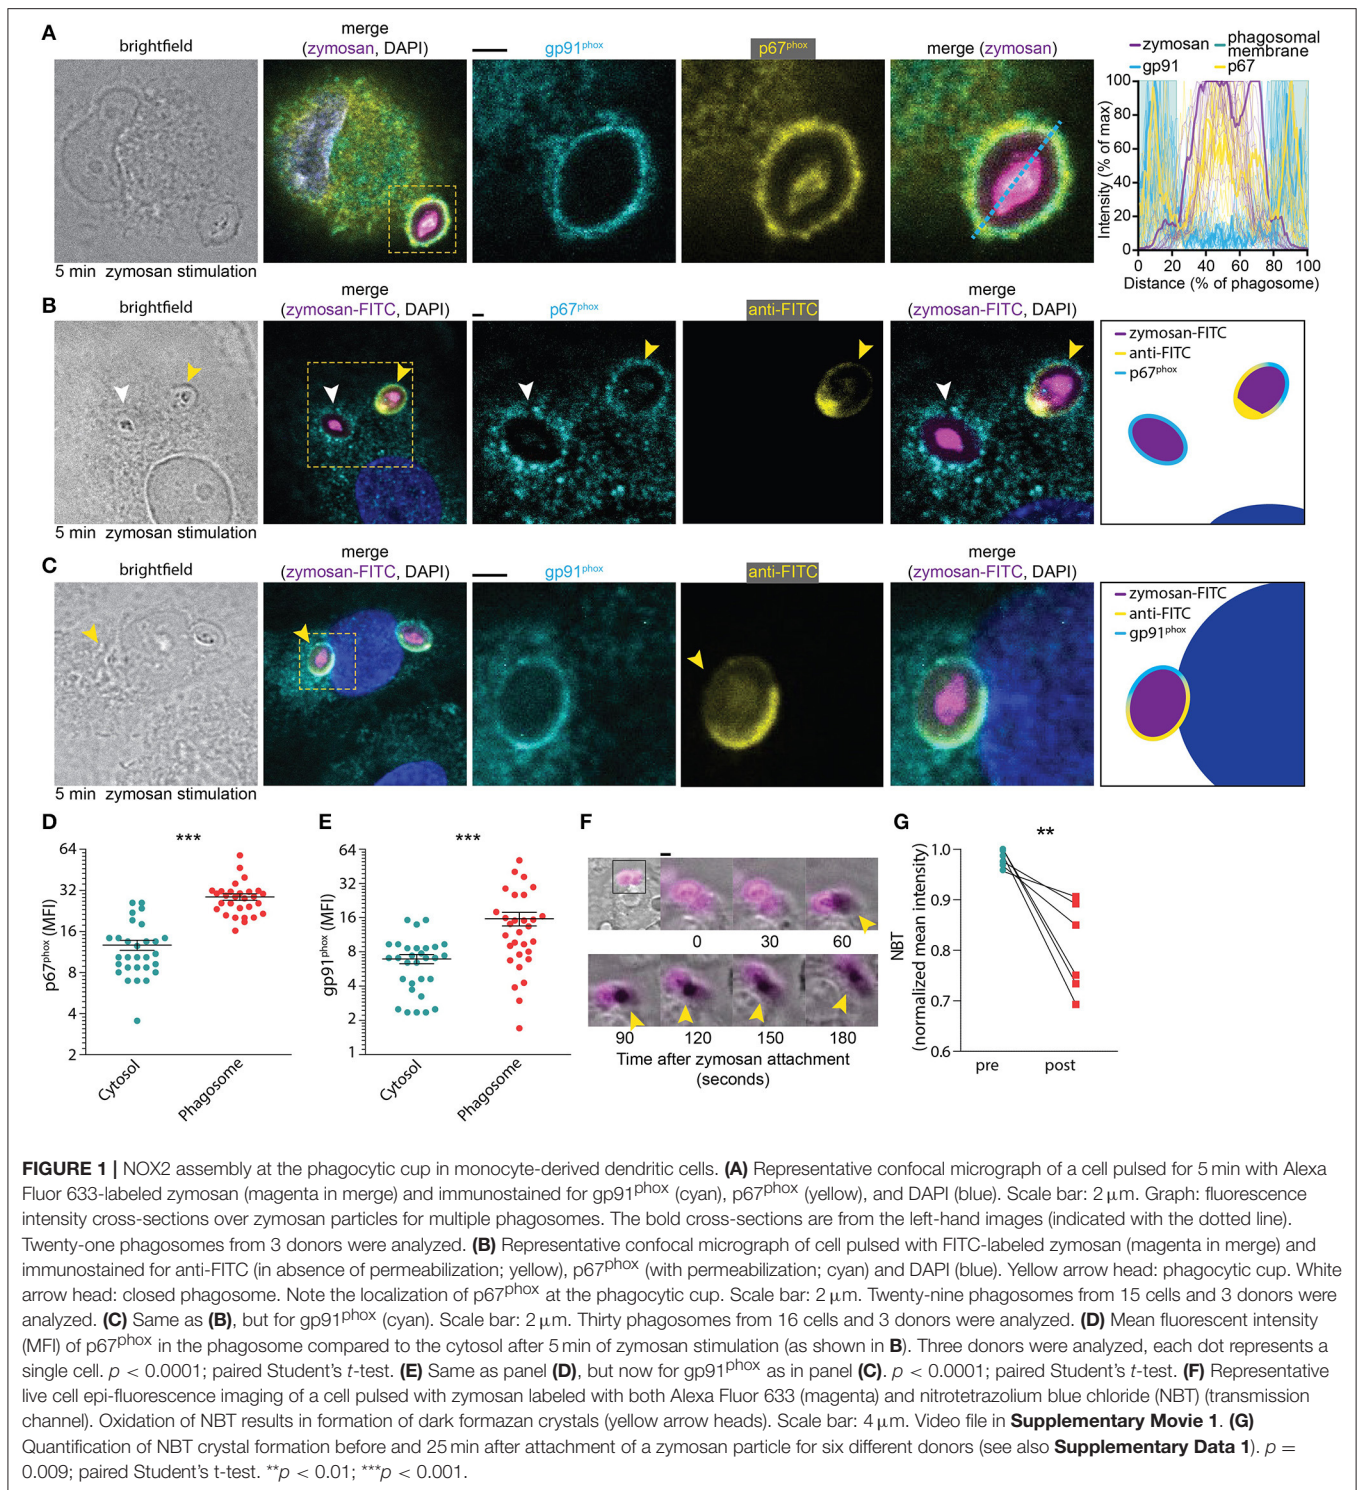 A
brightfield
merge
(zymosan, DAPI)
gp91phox
p67phox
merge (zymosan)
zymosan
phagosomal
membrane
gp91
p67
Intensity (% of max)
100
80
60
40
20
0
0 20 40 60 80 100
Distance (% of phagosome)
5 min zymosan stimulation
B
brightfield
merge
(zymosan-FITC, DAPI)
p67phox
anti-FITC
merge
(zymosan-FITC, DAPI)
zymosan-FITC
anti-FITC
p67phox
5 min zymosan stimulation
C
brightfield
merge
(zymosan-FITC, DAPI)
gp91phox
anti-FITC
merge
(zymosan-FITC, DAPI)
zymosan-FITC
anti-FITC
gp91phox
5 min zymosan stimulation
D
***
p67phox (MFI)
64
32
16
8
4
2
Cytosol
Phagosome
E
***
gp91phox (MFI)
64
32
16
8
4
2
1
Cytosol
Phagosome
F
0 30 60
90 120 150 180
Time after zymosan attachment
(seconds)
G
**
NBT
(normalized mean intensity)
1.0
0.9
0.8
0.7
0.6
pre post
FIGURE 1 | NOX2 assembly at the phagocytic cup in monocyte-derived dendritic cells. (A) Representative confocal micrograph of a cell pulsed for 5 min with Alexa
Fluor 633-labeled zymosan (magenta in merge) and immunostained for gp91phox (cyan), p67phox (yellow), and DAPI (blue). Scale bar: 2 μm. Graph: fluorescence
intensity cross-sections over zymosan particles for multiple phagosomes. The bold cross-sections are from the left-hand images (indicated with the dotted line).
Twenty-one phagosomes from 3 donors were analyzed. (B) Representative confocal micrograph of cell pulsed with FITC-labeled zymosan (magenta in merge) and
immunostained for anti-FITC (in absence of permeabilization; yellow), p67phox (with permeabilization; cyan) and DAPI (blue). Yellow arrow head: phagocytic cup. White
arrow head: closed phagosome. Note the localization of p67phox at the phagocytic cup. Scale bar: 2 μm. Twenty-nine phagosomes from 15 cells and 3 donors were
analyzed. (C) Same as (B), but for gp91phox (cyan). Scale bar: 2 μm. Thirty phagosomes from 16 cells and 3 donors were analyzed. (D) Mean fluorescent intensity
(MFI) of p67phox in the phagosome compared to the cytosol after 5 min of zymosan stimulation (as shown in B). Three donors were analyzed, each dot represents a
single cell. p < 0.0001; paired Student's t-test. (E) Same as panel (D), but now for gp91phox as in panel (C). p < 0.0001; paired Student's t-test. (F) Representative
live cell epi-fluorescence imaging of a cell pulsed with zymosan labeled with both Alexa Fluor 633 (magenta) and nitrotetrazolium blue chloride (NBT) (transmission
channel). Oxidation of NBT results in formation of dark formazan crystals (yellow arrow heads). Scale bar: 4 μm. Video file in Supplementary Movie 1. (G)
Quantification of NBT crystal formation before and 25 min after attachment of a zymosan particle for six different donors (see also Supplementary Data 1). p =
0.009; paired Student's t-test. **p < 0.01; ***p < 0.001.